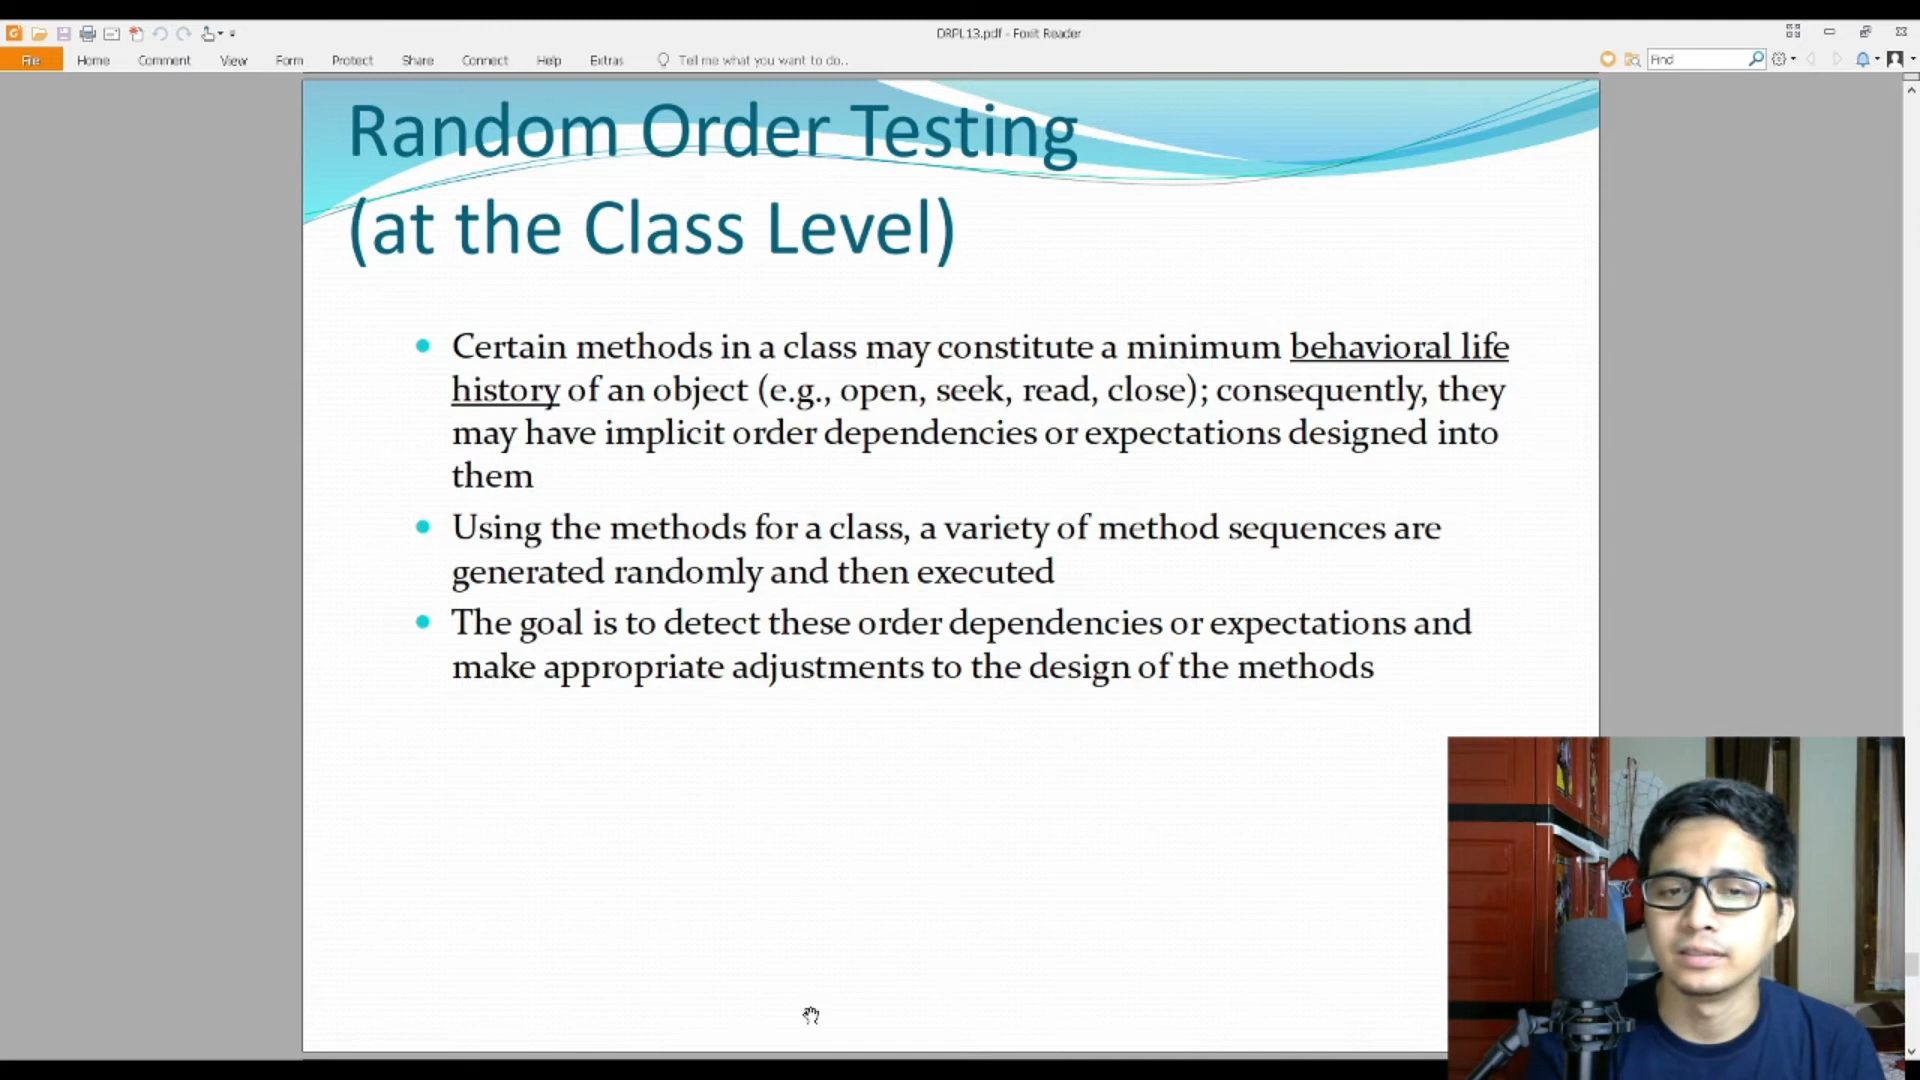 DRPL13.pdf - Foxit Reader
File Home Comment View Form Protect Share Connect Help Extras Tell me what you want to do.. Find
Random Order Testing
(at the Class Level)
Certain methods in a class may constitute a minimum behavioral life
history of an object (e.g., open, seek, read, close); consequently, they
may have implicit order dependencies or expectations designed into
them
Using the methods for a class, a variety of method sequences are
generated randomly and then executed
The goal is to detect these order dependencies or expectations and
make appropriate adjustments to the design of the methods